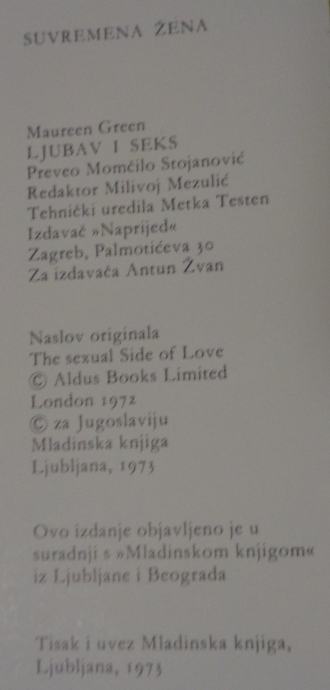 SUVREMENA ŽENA
Maureen Green
LJUBAV I SEKS
Preveo Momčilo Stojanović
Redaktor Milivoj Mezulić
Tehnički uredila Metka Testen
Izdavač »Naprijed«
Zagreb, Palmotićeva 30
Za izdavača Antun Žvan
Naslov originala
The sexual Side of Love
© Aldus Books Limited
London 1972
© za Jugoslaviju
Mladinska knjiga
Ljubljana, 1973
Ovo izdanje objavljeno je u
suradnji s »Mladinskom knjigom«
iz Ljubljane i Beograda
Tisak i uvez Mladinska knjiga,
Ljubljana, 1973